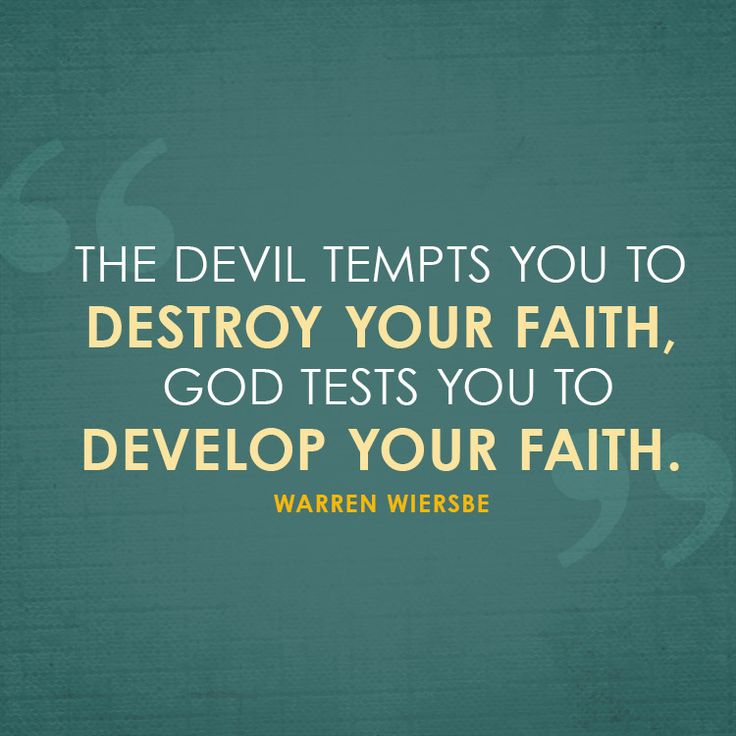 THE DEVIL TEMPTS YOU TO
DESTROY YOUR FAITH,
GOD TESTS YOU TO
DEVELOP YOUR FAITH.
WARREN WIERSBE